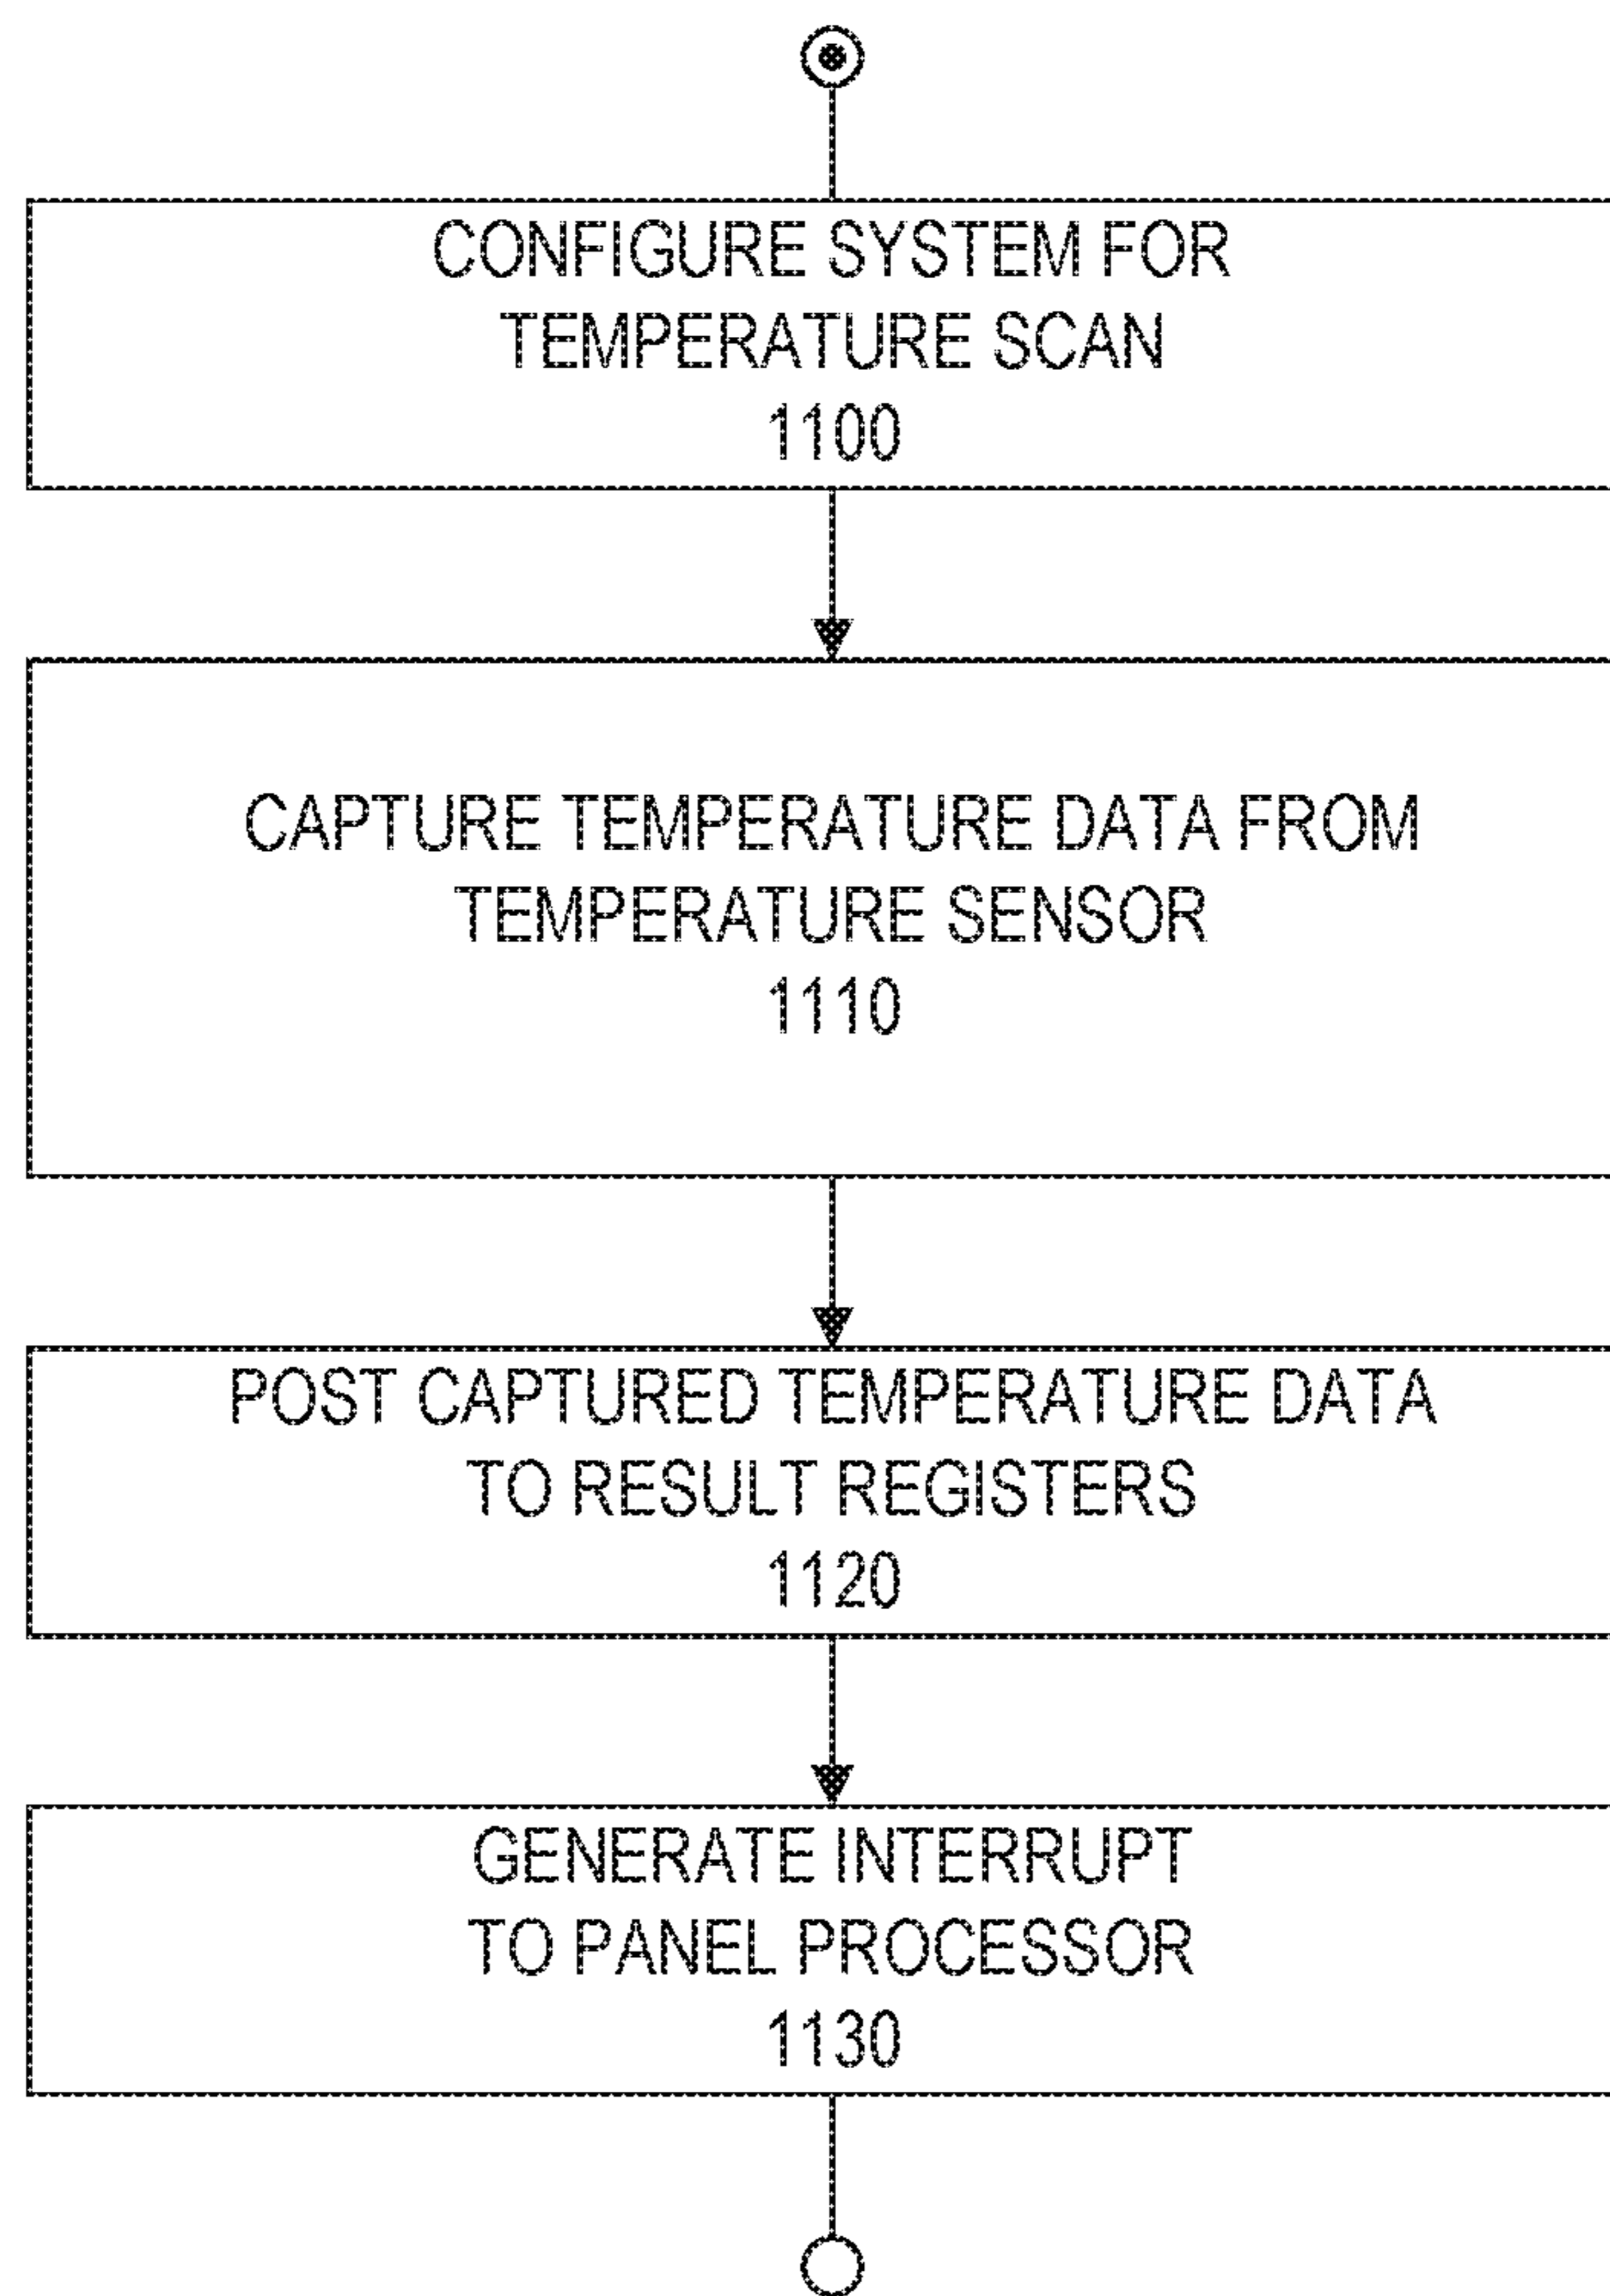 CONFIGURE SYSTEM FOR
TEMPERATURE SCAN
1100
CAPTURE TEMPERATURE DATA FROM
TEMPERATURE SENSOR
1110
POST CAPTURED TEMPERATURE DATA
TO RESULT REGISTERS
1120
GENERATE INTERRUPT
TO PANEL PROCESSOR
1130